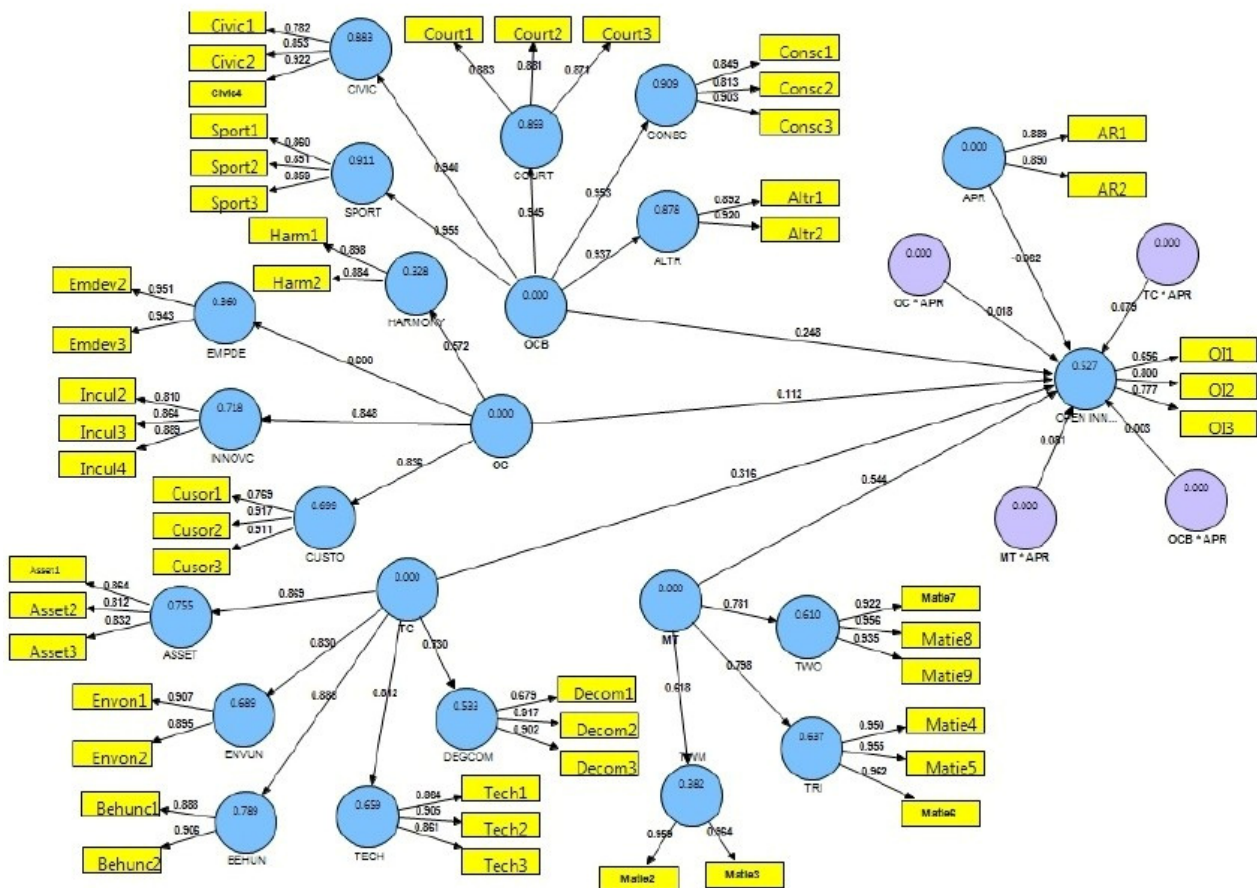 Civic1
Civic2
Civic4
0.782
0.853
0.922
0.883
CIVIC
Court1
Court2
Court3
0.883
0.881
0.871
0.893
COURT
Consc1
Consc2
Consc3
0.849
0.813
0.903
0.909
CONSC
Sport1
Sport2
Sport3
0.860
0.859
0.911
SPORT
0.955
0.945
0.953
0.937
Altr1
Altr2
0.892
0.920
0.878
ALTR
AR1
AR2
0.889
0.890
0.000
APR
0.000
OC * APR
0.018
0.000
TC * APR
0.079
Harm1
Harm2
0.898
0.884
0.328
HARMONY
0.572
0.000
OCB
0.248
Emdev2
Emdev3
0.951
0.943
0.360
EMPDE
OI1
OI2
OI3
0.656
0.800
0.777
0.527
OPEN INN...
Incul2
Incul3
Incul4
0.810
0.864
0.889
0.718
INNOVC
0.848
0.000
OC
0.112
0.836
Cusor1
Cusor2
Cusor3
0.769
0.917
0.911
0.699
CUSTO
0.316
0.544
0.081
0.003
0.000
MT * APR
0.000
OCB * APR
Asset1
Asset2
Asset3
0.864
0.812
0.832
0.755
ASSET
0.869
0.000
TC
0.830
0.730
0.000
MT
0.781
0.798
0.618
0.610
TWO
0.922
0.956
0.935
Matie7
Matie8
Matie9
Envon1
Envon2
0.907
0.895
0.689
ENVUN
0.533
DEGCOM
0.679
0.917
0.902
Decom1
Decom2
Decom3
0.637
TRI
0.950
0.955
0.962
Matie4
Matie5
Matie6
Behunc1
Behunc2
0.888
0.906
0.789
BEHUN
0.659
TECH
0.905
0.861
Tech1
Tech2
Tech3
0.382
0.959
0.964
Matie2
Matie3